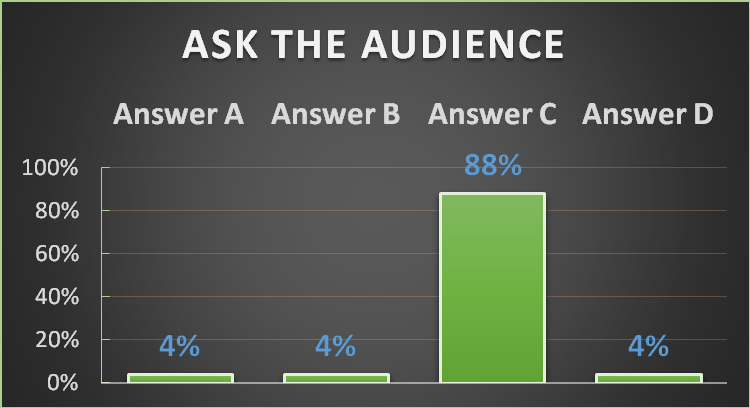 ASK THE AUDIENCE
Answer A Answer B Answer C Answer D
100%
80%
60%
40%
20%
0%
4% 4% 88% 4%